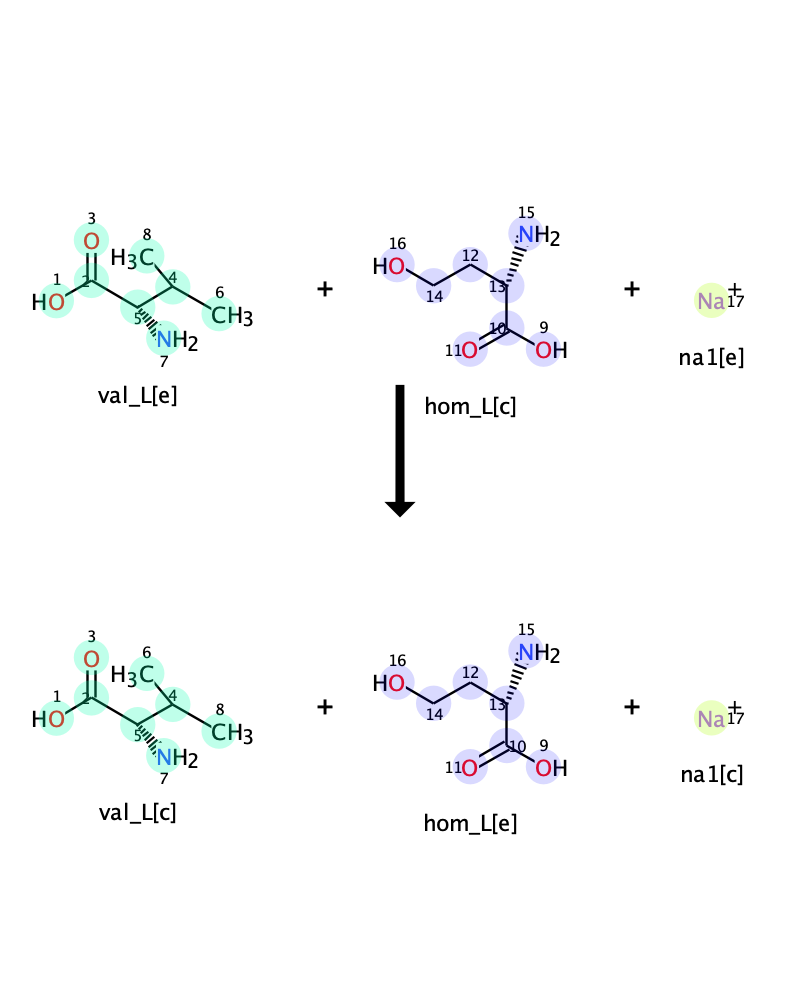 3
8
H3C
O
1
2
4
6
HO
5
CH3
NH2
7
val_L[e]
+
15
NH2
16
HO
12
14
13
10
9
11
O
OH
hom_L[c]
+
Na+
17
na1[e]
3
6
H3C
O
1
2
4
8
HO
5
CH3
NH2
7
val_L[c]
+
15
NH2
16
HO
12
14
13
10
9
11
O
OH
hom_L[e]
+
Na+
17
na1[c]